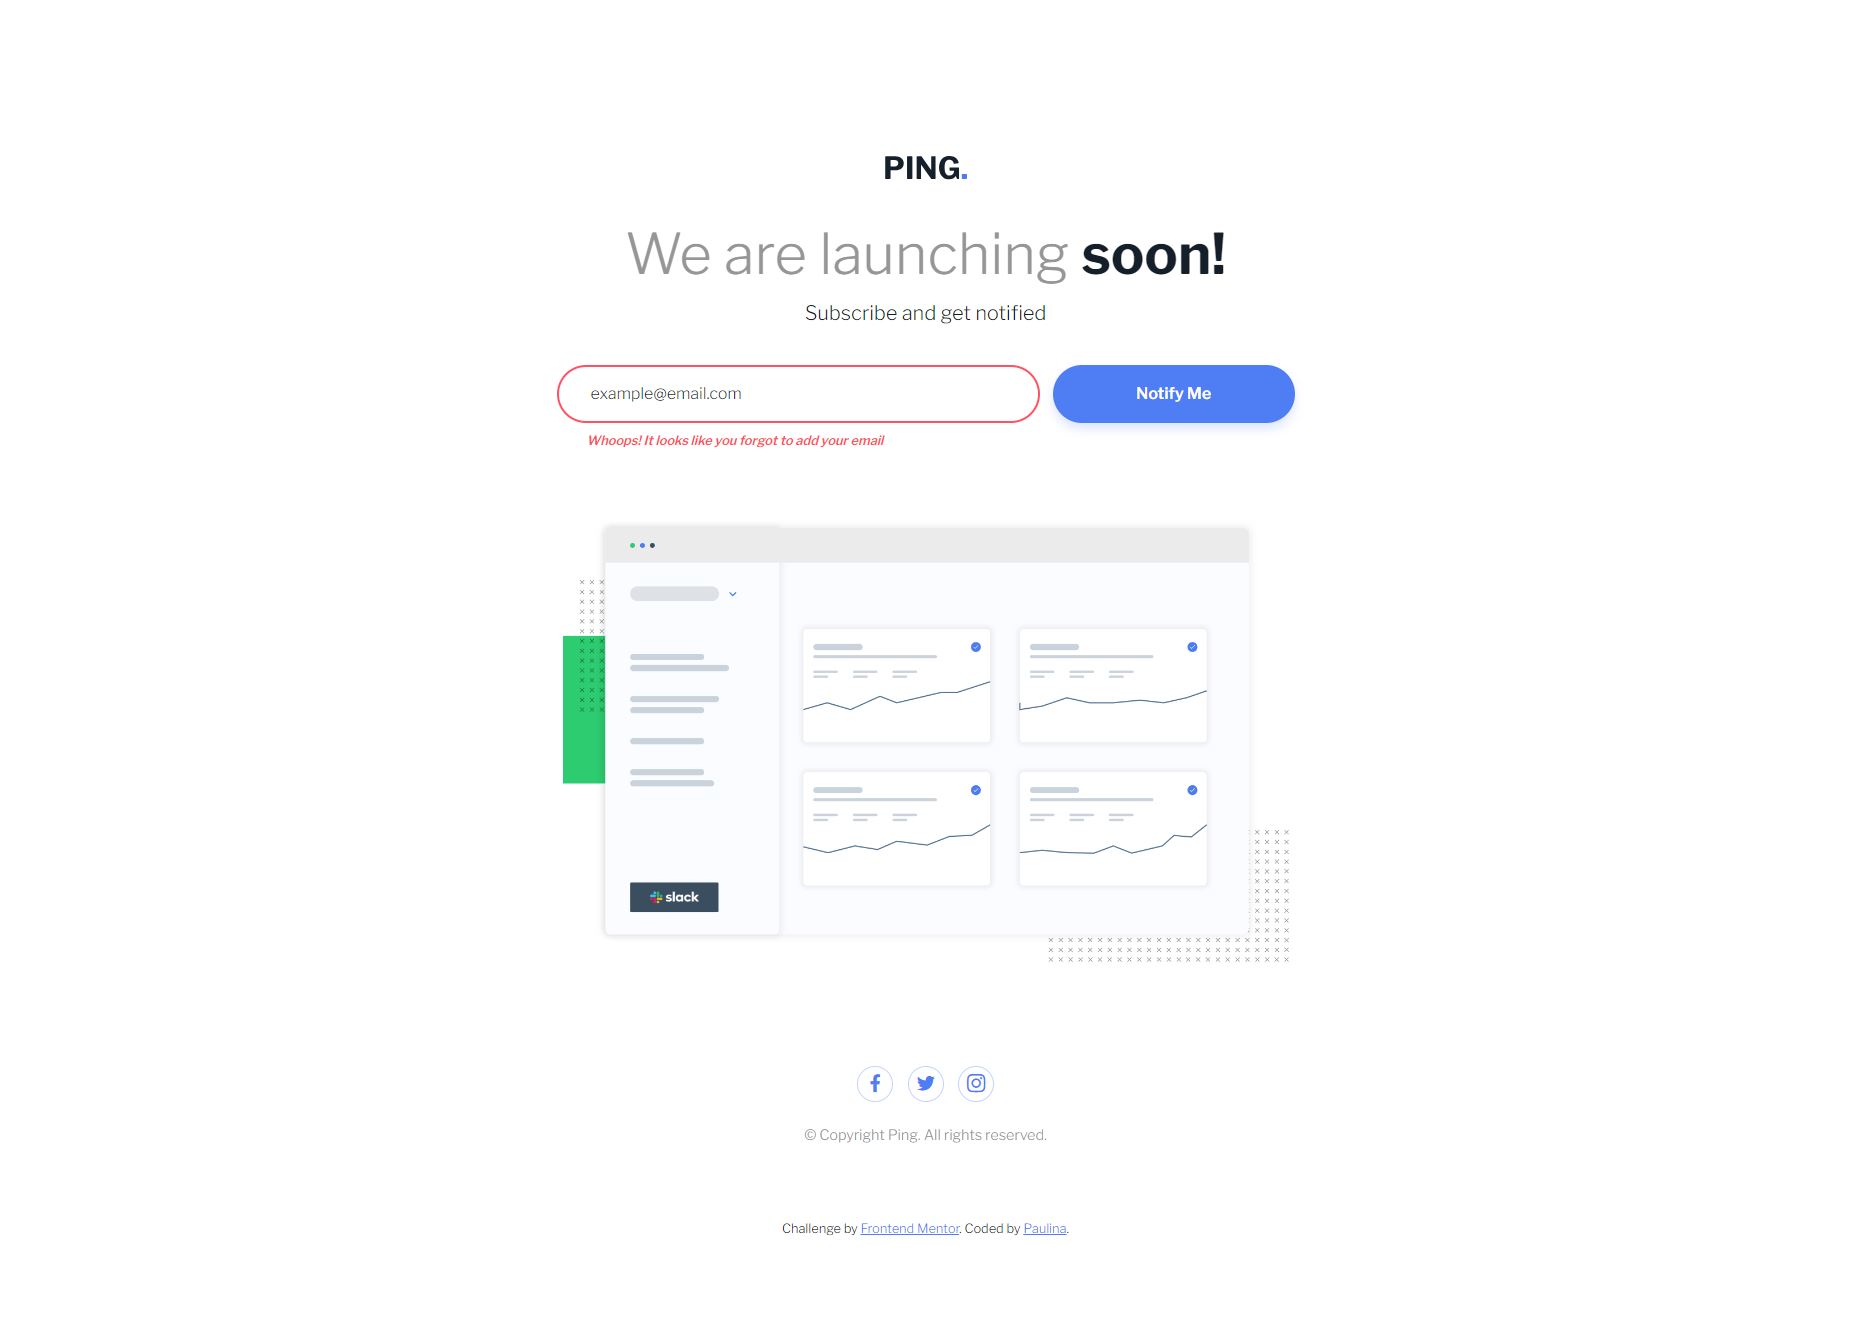 PING.
We are launching soon!
Subscribe and get notified
example@email.com
Notify Me
Whoops! It looks like you forgot to add your email
slack
© Copyright Ping. All rights reserved.
Challenge by Frontend Mentor. Coded by Paulina.